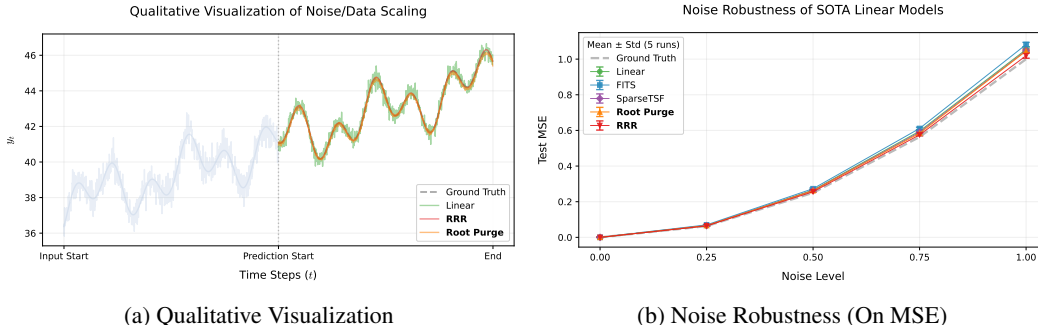 Qualitative Visualization of Noise/Data Scaling
46
44
42
40
38
36
y_t
Input Start
Prediction Start
End
Time Steps (t)
Ground Truth
Linear
RRR
Root Purge
(a) Qualitative Visualization
Noise Robustness of SOTA Linear Models
Mean ± Std (5 runs)
Ground Truth
Linear
FITS
SparseTSF
Root Purge
RRR
1.0
0.8
0.6
0.4
0.2
0.0
Test MSE
0.00
0.25
0.50
0.75
1.00
Noise Level
(b) Noise Robustness (On MSE)